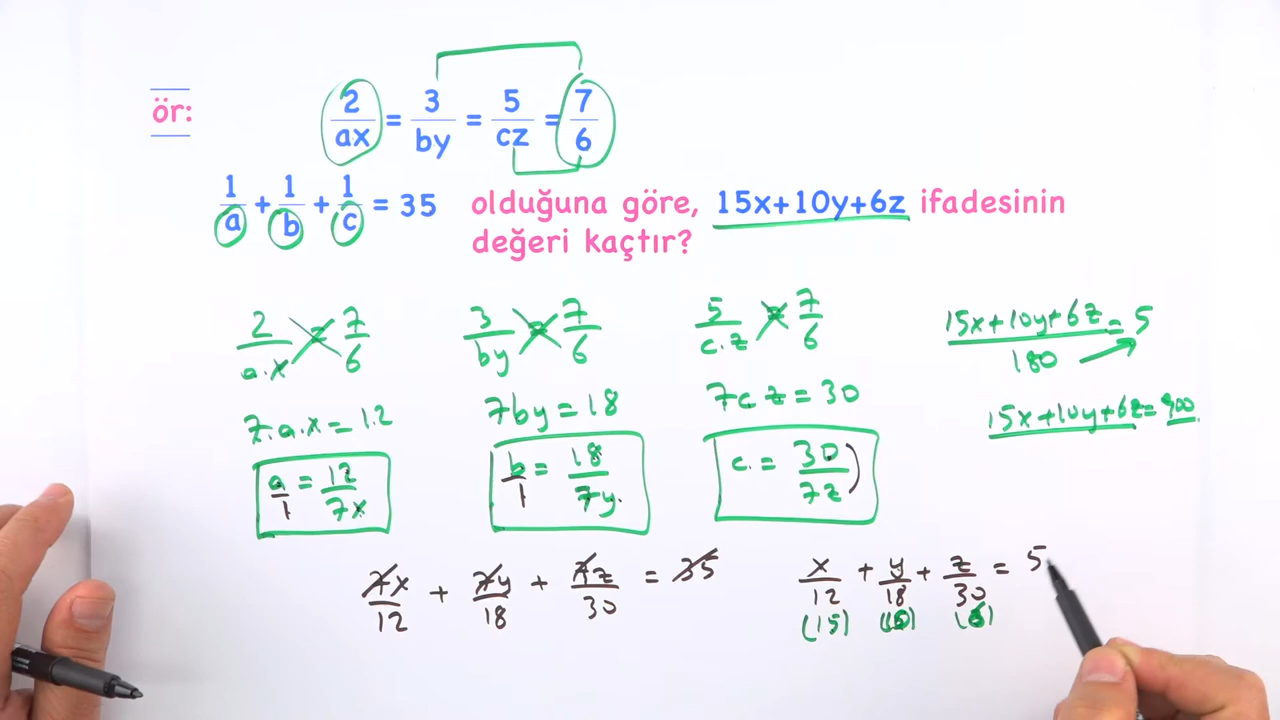 ör:
2/ax = 3/by = 5/cz = 7/6
1/a + 1/b + 1/c = 35 olduğuna göre, 15x+10y+6z ifadesinin
değeri kaçtır?
2/a.x = 7/6
7.a.x = 12
a/1 = 12/7x
3/by = 7/6
7by = 18
b/1 = 18/7y
5/c.z = 7/6
7c z = 30
c = 30/7z
15x+10y+6z/180 = 5
15x+10y+6z = 900
7x/12 + 7y/18 + 7z/30 = 35
x/12 + y/18 + z/30 = 5
(15) (10) (6)